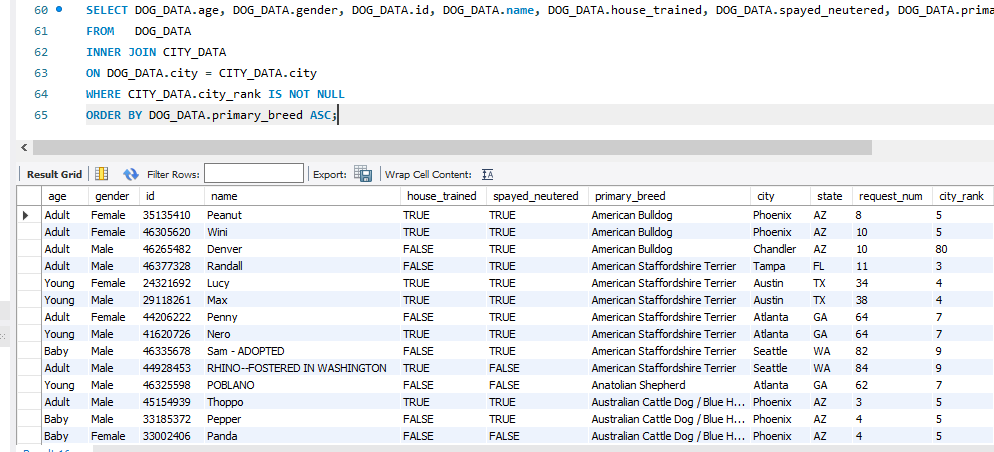 60 SELECT DOG_DATA.age, DOG_DATA.gender, DOG_DATA.id, DOG_DATA.name, DOG_DATA.house_trained, DOG_DATA.spayed_neutered, DOG_DATA.prima
61 FROM DOG_DATA
62 INNER JOIN CITY_DATA
63 ON DOG_DATA.city = CITY_DATA.city
64 WHERE CITY_DATA.city_rank IS NOT NULL
65 ORDER BY DOG_DATA.primary_breed ASC;
Result Grid Filter Rows: Export: Wrap Cell Content:
age gender id name house_trained spayed_neutered primary_breed city state request_num city_rank
Adult Female 35135410 Peanut TRUE TRUE American Bulldog Phoenix AZ 8 5
Adult Female 46305620 Wini TRUE TRUE American Bulldog Phoenix AZ 10 5
Adult Male 46265482 Denver FALSE TRUE American Bulldog Chandler AZ 10 80
Adult Male 46377328 Randall FALSE TRUE American Staffordshire Terrier Tampa FL 11 3
Young Female 24321692 Lucy TRUE TRUE American Staffordshire Terrier Austin TX 34 4
Young Male 29118261 Max TRUE TRUE American Staffordshire Terrier Austin TX 38 4
Adult Female 44206222 Penny FALSE TRUE American Staffordshire Terrier Atlanta GA 64 7
Young Male 41620726 Nero TRUE TRUE American Staffordshire Terrier Atlanta GA 64 7
Baby Male 46335678 Sam - ADOPTED FALSE TRUE American Staffordshire Terrier Seattle WA 82 9
Adult Male 44928453 RHINO--FOSTERED IN WASHINGTON TRUE FALSE American Staffordshire Terrier Seattle WA 84 9
Young Male 46325598 POBLANO FALSE FALSE Anatolian Shepherd Atlanta GA 62 7
Adult Male 45154939 Thoppo TRUE TRUE Australian Cattle Dog / Blue H... Phoenix AZ 3 5
Baby Male 33185372 Pepper FALSE TRUE Australian Cattle Dog / Blue H... Phoenix AZ 4 5
Baby Female 33002406 Panda FALSE FALSE Australian Cattle Dog / Blue H... Phoenix AZ 4 5